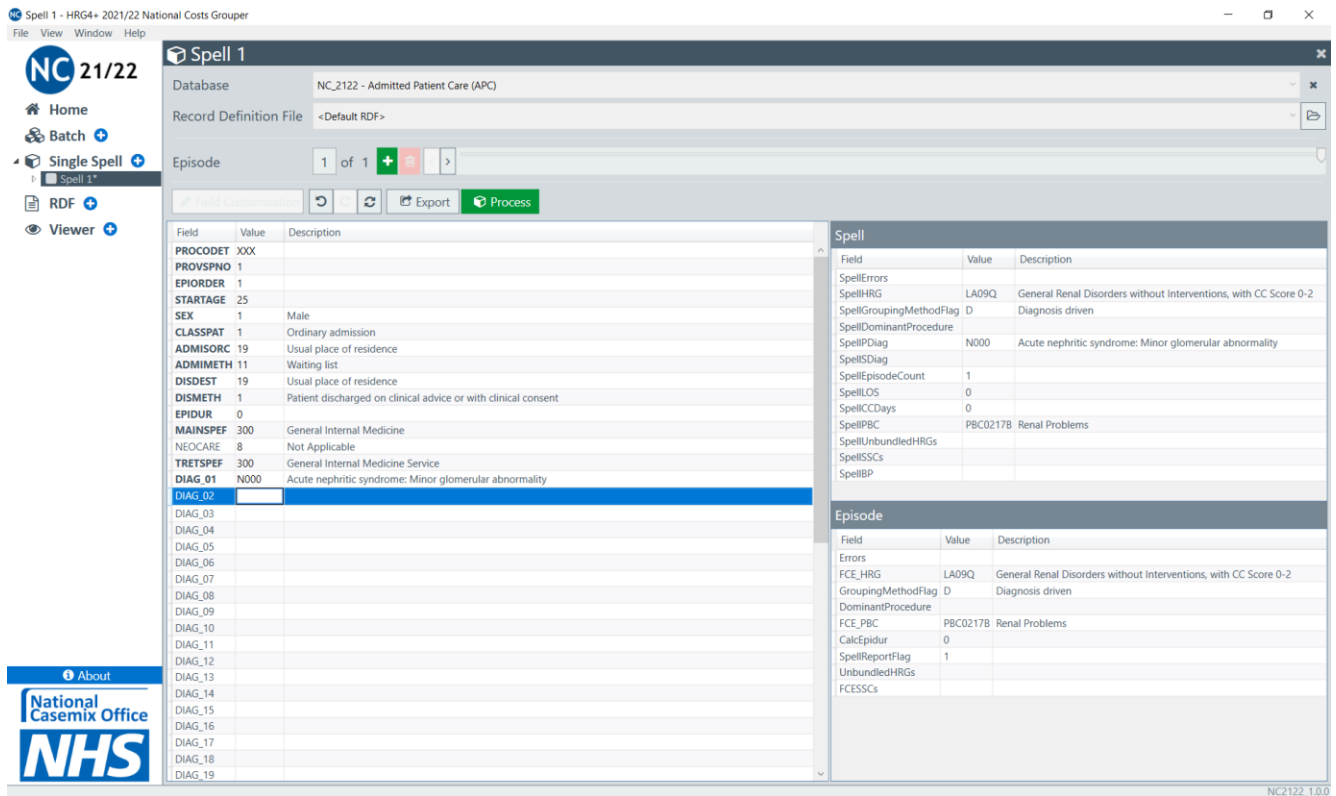 NC Spell 1 - HRG4+ 2021/22 National Costs Grouper
File View Window Help
NC 21/22
Home
Batch
Single Spell
Spell 1*
RDF
Viewer
Spell 1
Database NC_2122 - Admitted Patient Care (APC)
Record Definition File <Default RDF>
Episode 1 of 1
Field Customisation Export Process
Field Value Description
PROCODET XXX
PROVSPNO 1
EPIORDER 1
STARTAGE 25
SEX 1 Male
CLASSPAT 1 Ordinary admission
ADMISORC 19 Usual place of residence
ADMIMETH 11 Waiting list
DISDEST 19 Usual place of residence
DISMETH 1 Patient discharged on clinical advice or with clinical consent
EPIDUR 0
MAINSPEF 300 General Internal Medicine
NEOCARE 8 Not Applicable
TRETSPEF 300 General Internal Medicine Service
DIAG_01 N000 Acute nephritic syndrome: Minor glomerular abnormality
DIAG_02
DIAG_03
DIAG_04
DIAG_05
DIAG_06
DIAG_07
DIAG_08
DIAG_09
DIAG_10
DIAG_11
DIAG_12
DIAG_13
DIAG_14
DIAG_15
DIAG_16
DIAG_17
DIAG_18
DIAG_19
Spell
Field Value Description
SpellErrors
SpellHRG LA09Q General Renal Disorders without Interventions, with CC Score 0-2
SpellGroupingMethodFlag D Diagnosis driven
SpellDominantProcedure
SpellPDiag N000 Acute nephritic syndrome: Minor glomerular abnormality
SpellSDiag
SpellEpisodeCount 1
SpellLOS 0
SpellCCDays 0
SpellPBC PBC0217B Renal Problems
SpellUnbundledHRGs
SpellSSCs
SpellBP
Episode
Field Value Description
Errors
FCE_HRG LA09Q General Renal Disorders without Interventions, with CC Score 0-2
GroupingMethodFlag D Diagnosis driven
DominantProcedure
FCE_PBC PBC0217B Renal Problems
CalcEpidur 0
SpellReportFlag 1
UnbundledHRGs
FCESSCs
About
National
Casemix Office
NHS
NC2122_1.0.0